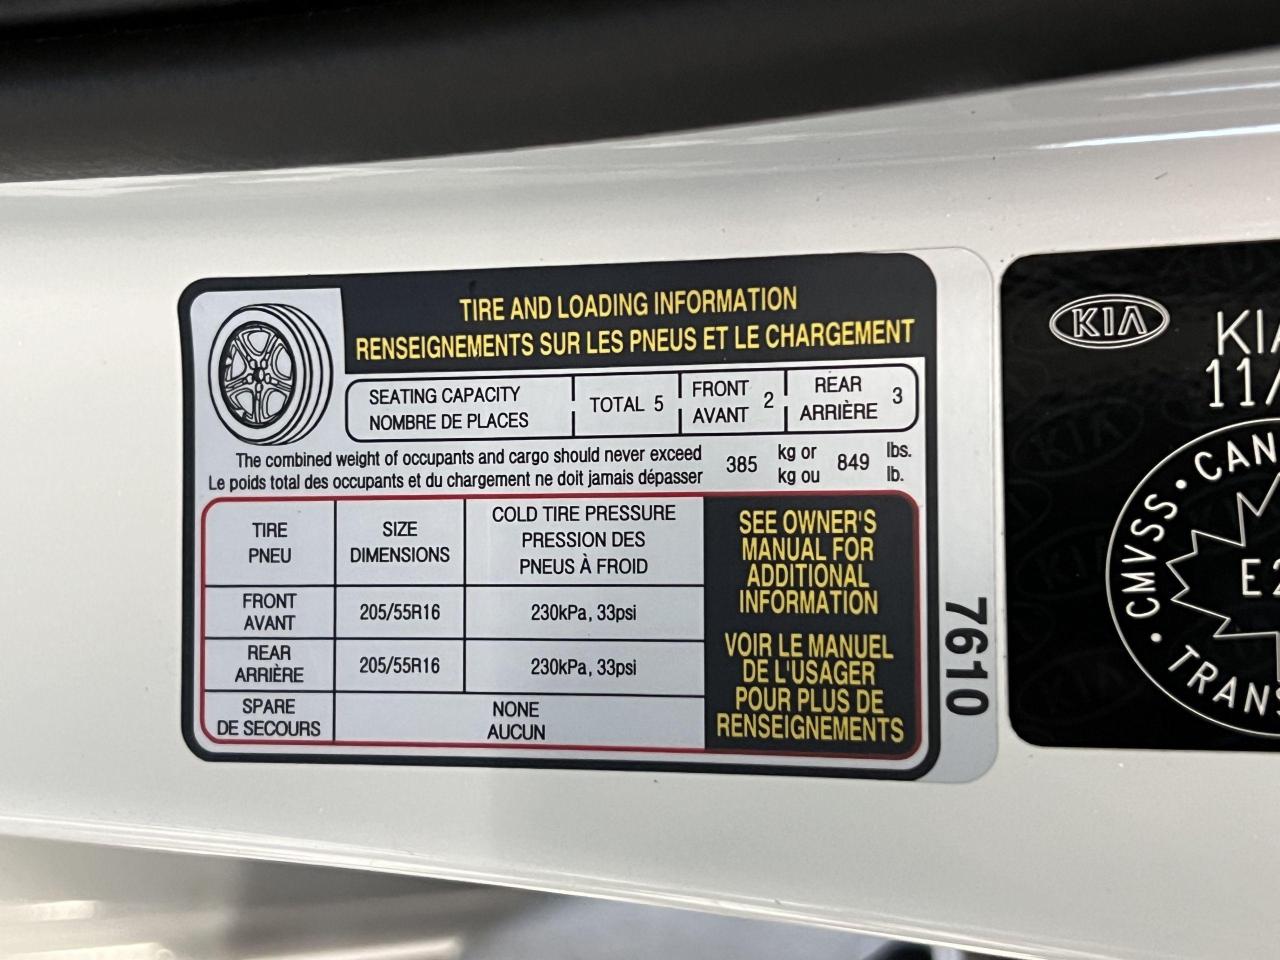 TIRE AND LOADING INFORMATION
RENSEIGNEMENTS SUR LES PNEUS ET LE CHARGEMENT
SEATING CAPACITY
NOMBRE DE PLACES
TOTAL 5
FRONT
AVANT
2
REAR
ARRIÈRE
3
The combined weight of occupants and cargo should never exceed
Le poids total des occupants et du chargement ne doit jamais dépasser
385
kg or
kg ou
849
lbs.
lb.
TIRE
PNEU
SIZE
DIMENSIONS
COLD TIRE PRESSURE
PRESSION DES
PNEUS À FROID
FRONT
AVANT
205/55R16
230kPa, 33psi
REAR
ARRIÈRE
205/55R16
230kPa, 33psi
SPARE
DE SECOURS
NONE
AUCUN
SEE OWNER'S
MANUAL FOR
ADDITIONAL
INFORMATION
VOIR LE MANUEL
DE L'USAGER
POUR PLUS DE
RENSEIGNEMENTS
7610
KIA
11/
CMVSS